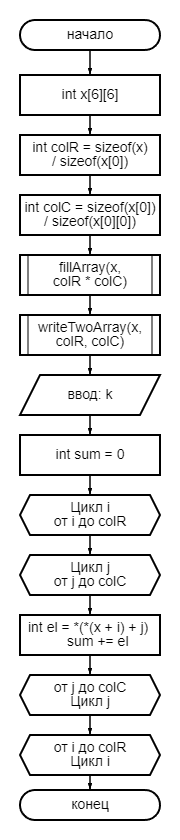 начало
int x[6][6]
int colR = sizeof(x)
/ sizeof(x[0])
int colC = sizeof(x[0])
/ sizeof(x[0][0])
fillArray(x,
colR * colC)
writeTwoArray(x,
colR, colC)
ввод: k
int sum = 0
Цикл i
от i до colR
Цикл j
от j до colC
int el = *(*(x + i) + j)
sum += el
от j до colC
Цикл j
от i до colR
Цикл i
конец